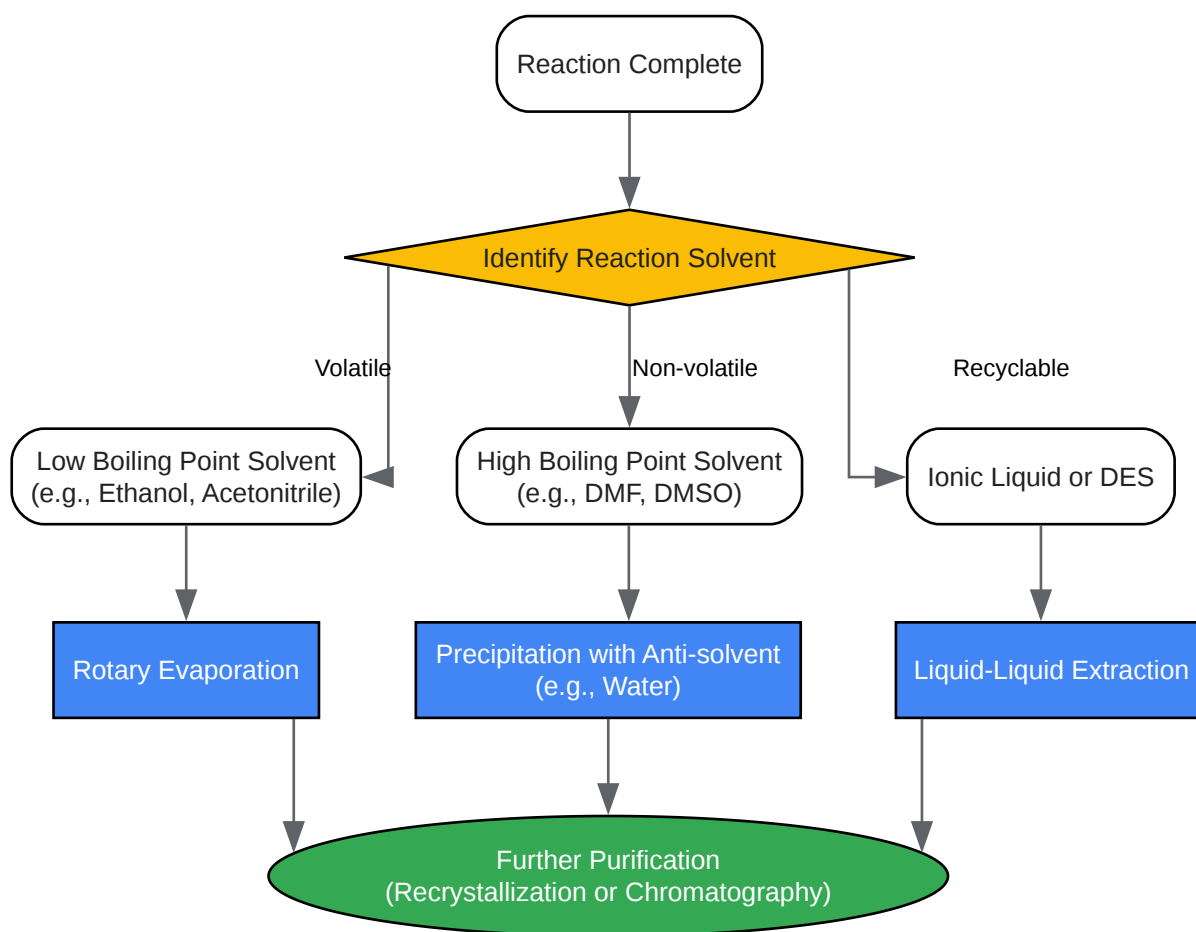 Reaction Complete
Identify Reaction Solvent
Volatile
Non-volatile
Recyclable
Low Boiling Point Solvent
(e.g., Ethanol, Acetonitrile)
High Boiling Point Solvent
(e.g., DMF, DMSO)
Ionic Liquid or DES
Rotary Evaporation
Precipitation with Anti-solvent
(e.g., Water)
Liquid-Liquid Extraction
Further Purification
(Recrystallization or Chromatography)